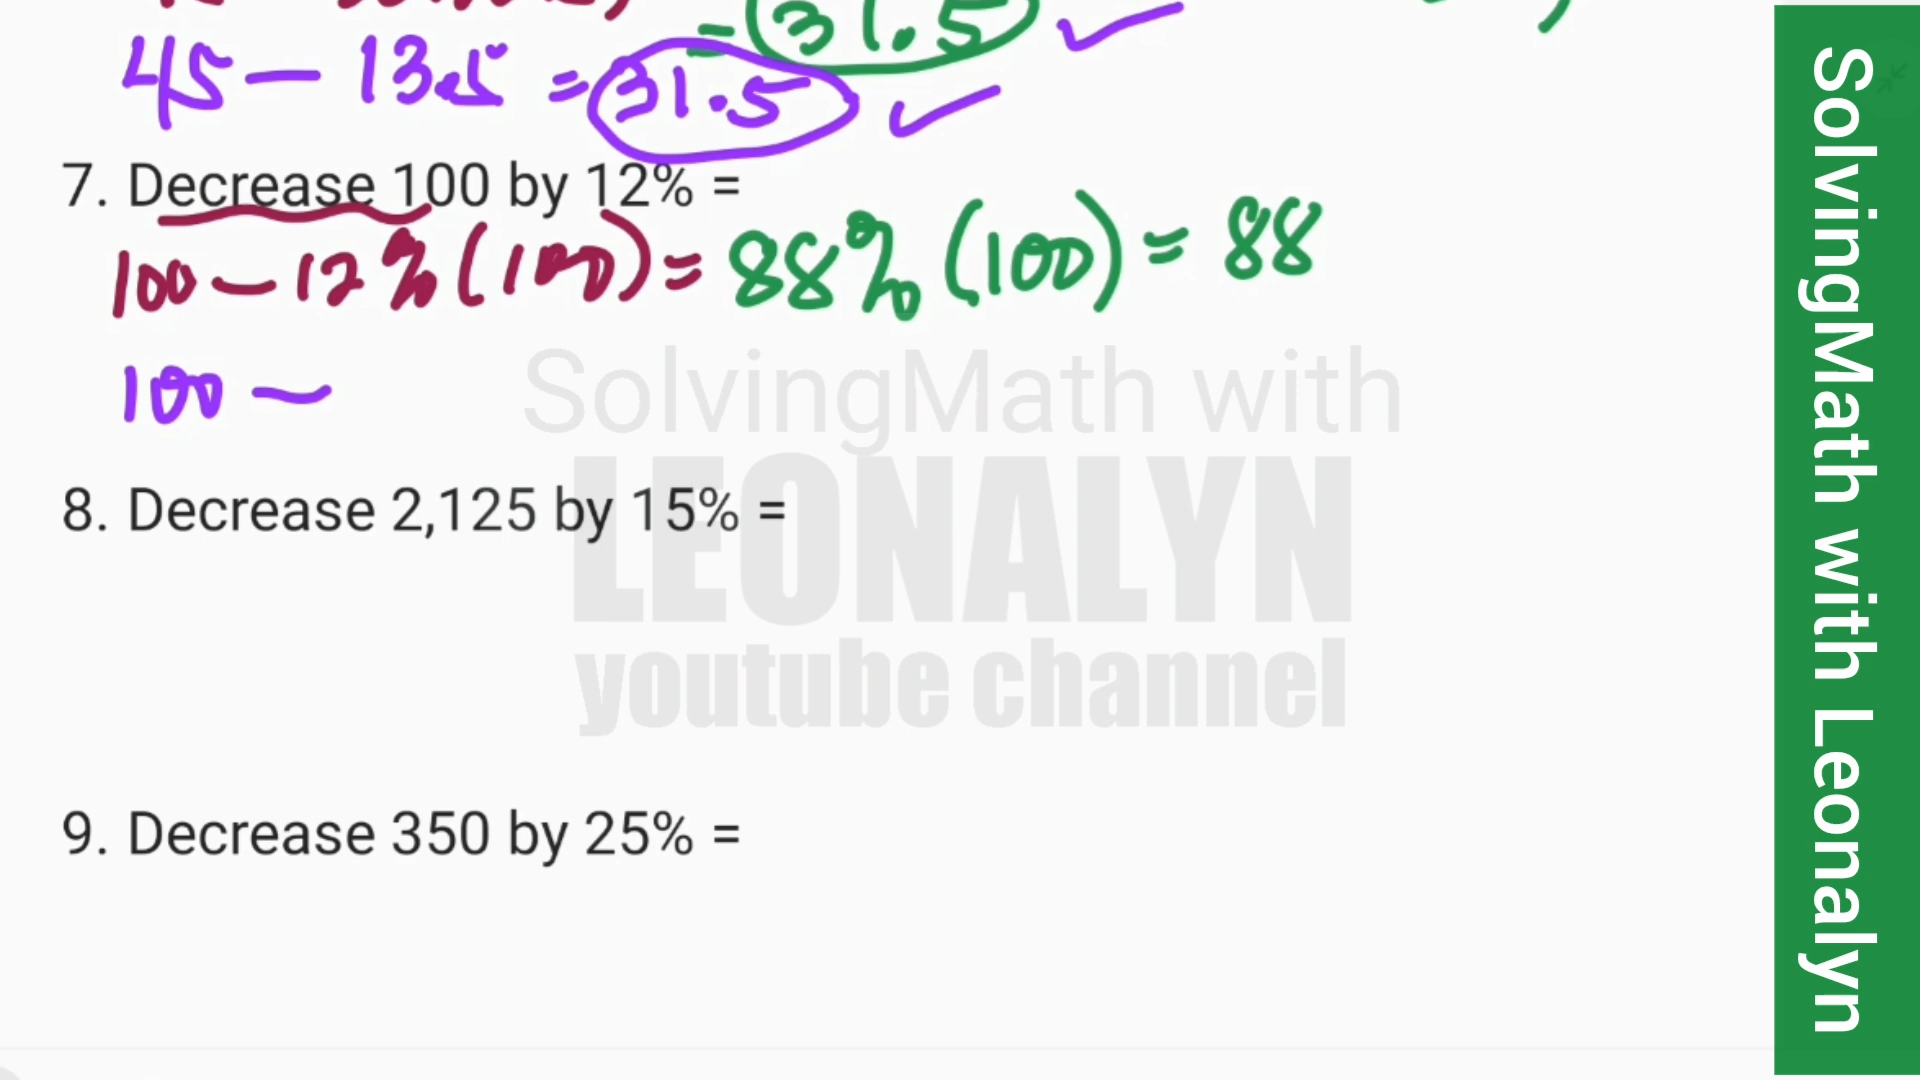 = 31.5
45 - 13.5 = 31.5
7. Decrease 100 by 12% =
100 - 12% (100) = 88% (100) = 88
100 -
SolvingMath with
LEONALYN
youtube channel
8. Decrease 2,125 by 15% =
9. Decrease 350 by 25% =
SolvingMath with Leonalyn